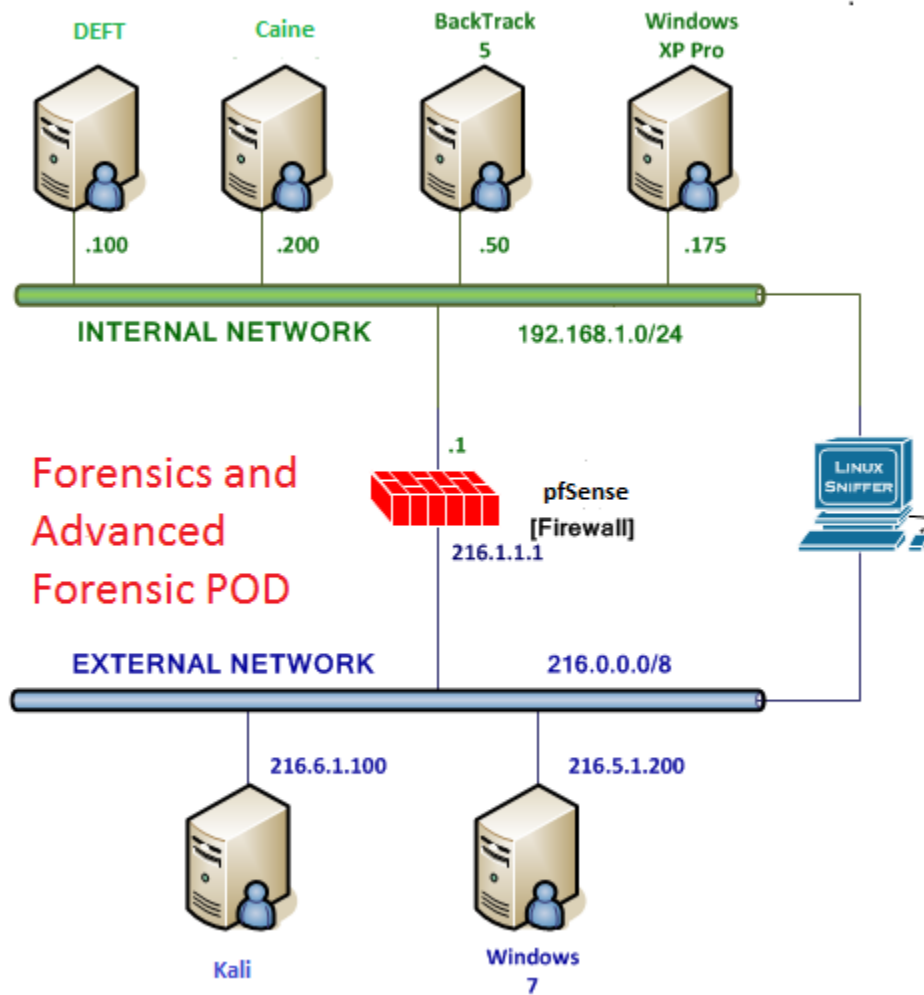 DEFT
Caine
BackTrack
5
Windows
XP Pro
.100
.200
.50
.175
INTERNAL NETWORK
192.168.1.0/24
.1
Forensics and
Advanced
Forensic POD
pfSense
[Firewall]
216.1.1.1
LINUX
SNIFFER
EXTERNAL NETWORK
216.0.0.0/8
216.6.1.100
216.5.1.200
Kali
Windows
7